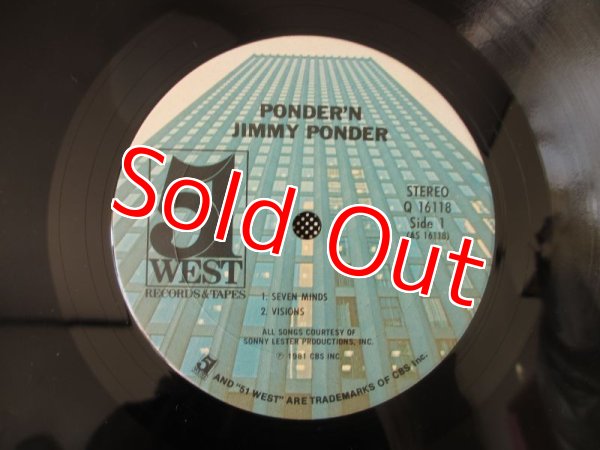 PONDER'N
JIMMY PONDER
51
WEST
RECORDS & TAPES
STEREO
Q 16118
Side 1
(AS 16118)
Sold Out
1. SEVEN MINDS
2. VISIONS
ALL SONGS COURTESY OF
SONNY LESTER PRODUCTIONS, INC.
℗ 1981 CBS INC.
51 WEST AND "51 WEST" ARE TRADEMARKS OF CBS Inc.